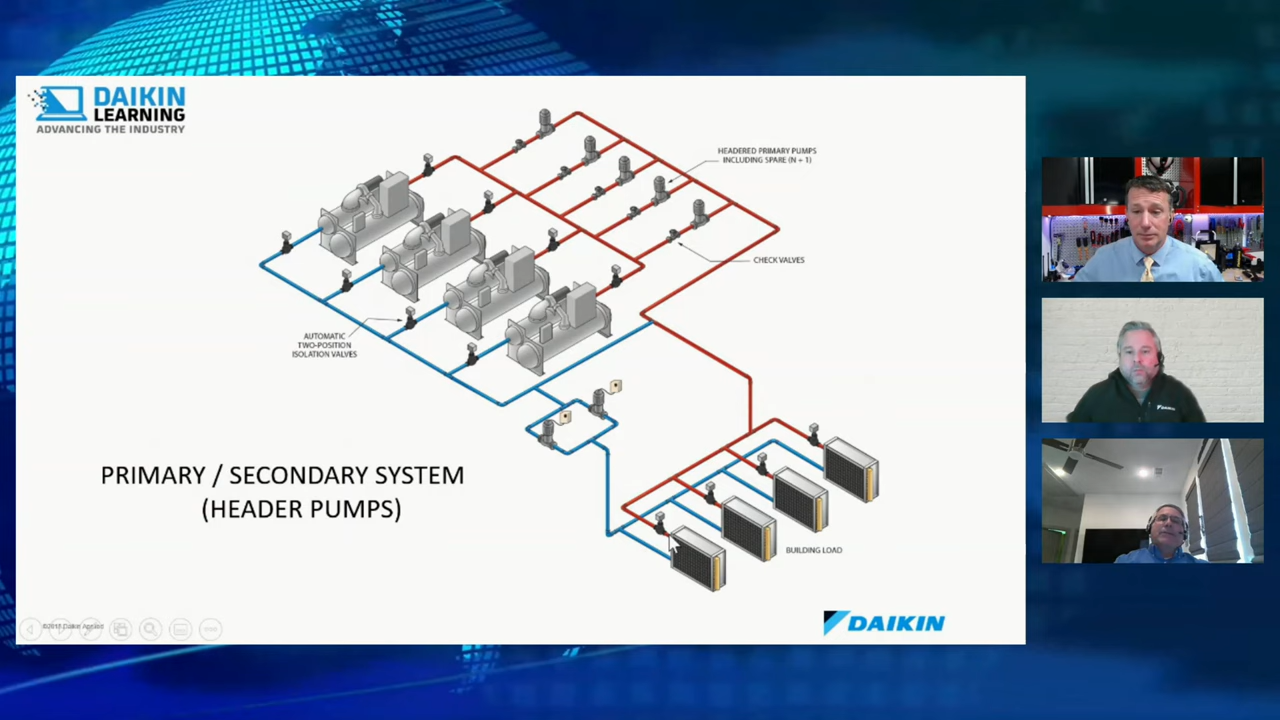 DAIKIN
LEARNING
ADVANCING THE INDUSTRY
HEADERED PRIMARY PUMPS
INCLUDING SPARE (N + 1)
CHECK VALVES
AUTOMATIC
TWO-POSITION
ISOLATION VALVES
PRIMARY / SECONDARY SYSTEM
(HEADER PUMPS)
BUILDING LOAD
DAIKIN
DAIKIN